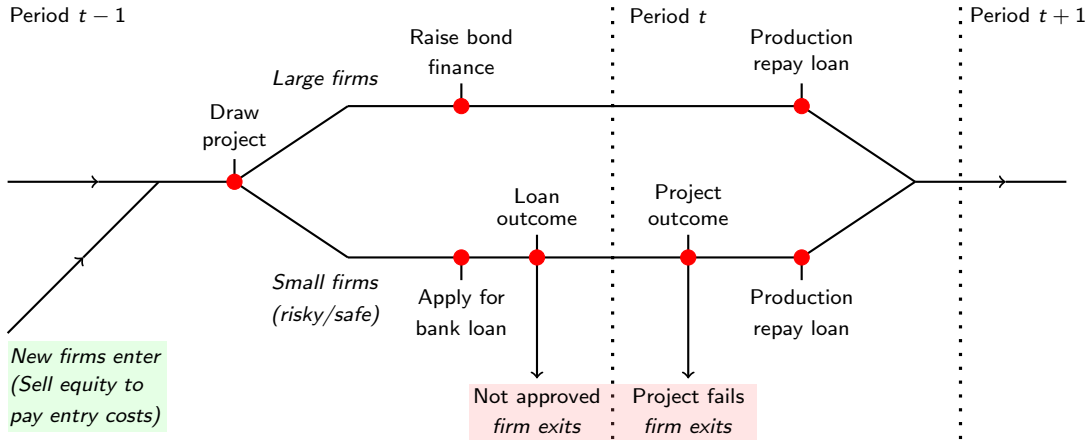 Period t − 1
Period t
Period t + 1
Raise bond
finance
Production
repay loan
Large firms
Draw
project
Loan
outcome
Project
outcome
Small firms
(risky/safe)
Apply for
bank loan
Production
repay loan
New firms enter
(Sell equity to
pay entry costs)
Not approved
firm exits
Project fails
firm exits